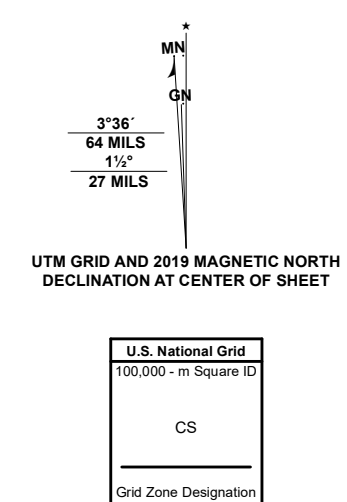 ★
MN
GN
3°36´
64 MILS
1½°
27 MILS
UTM GRID AND 2019 MAGNETIC NORTH
DECLINATION AT CENTER OF SHEET
U.S. National Grid
100,000 - m Square ID
CS
Grid Zone Designation